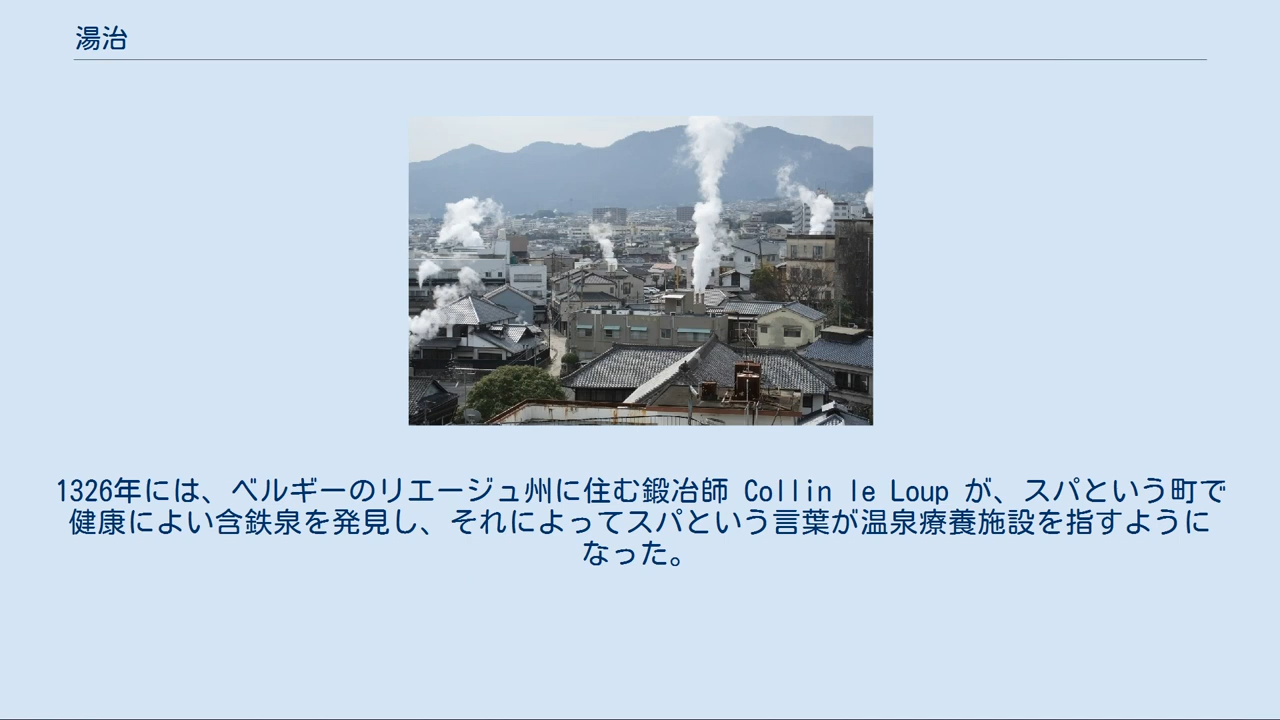 湯治
1326年には、ベルギーのリエージュ州に住む鍛冶師 Collin le Loup が、スパという町で
健康によい含鉄泉を発見し、それによってスパという言葉が温泉療養施設を指すように
なった。